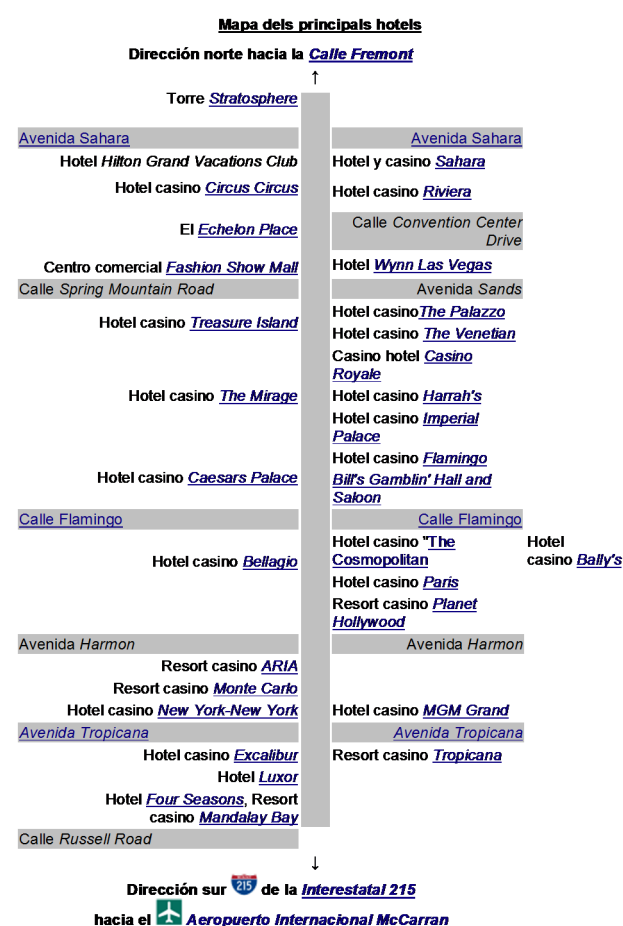 Mapa dels principals hotels
Dirección norte hacia la Calle Fremont
↑
Torre Stratosphere
Avenida Sahara
Avenida Sahara
Hotel Hilton Grand Vacations Club
Hotel y casino Sahara
Hotel casino Circus Circus
Hotel casino Riviera
El Echelon Place
Calle Convention Center
Drive
Centro comercial Fashion Show Mall
Hotel Wynn Las Vegas
Calle Spring Mountain Road
Avenida Sands
Hotel casino Treasure Island
Hotel casinoThe Palazzo
Hotel casino The Venetian
Casino hotel Casino
Royale
Hotel casino The Mirage
Hotel casino Harrah's
Hotel casino Imperial
Palace
Hotel casino Flamingo
Hotel casino Caesars Palace
Bill's Gamblin' Hall and
Saloon
Calle Flamingo
Calle Flamingo
Hotel casino Bellagio
Hotel casino "The
Cosmopolitan
Hotel
casino Bally's
Hotel casino Paris
Resort casino Planet
Hollywood
Avenida Harmon
Avenida Harmon
Resort casino ARIA
Resort casino Monte Carlo
Hotel casino New York-New York
Hotel casino MGM Grand
Avenida Tropicana
Avenida Tropicana
Hotel casino Excalibur
Resort casino Tropicana
Hotel Luxor
Hotel Four Seasons, Resort
casino Mandalay Bay
Calle Russell Road
↓
Dirección sur 215 de la Interestatal 215
hacia el Aeropuerto Internacional McCarran